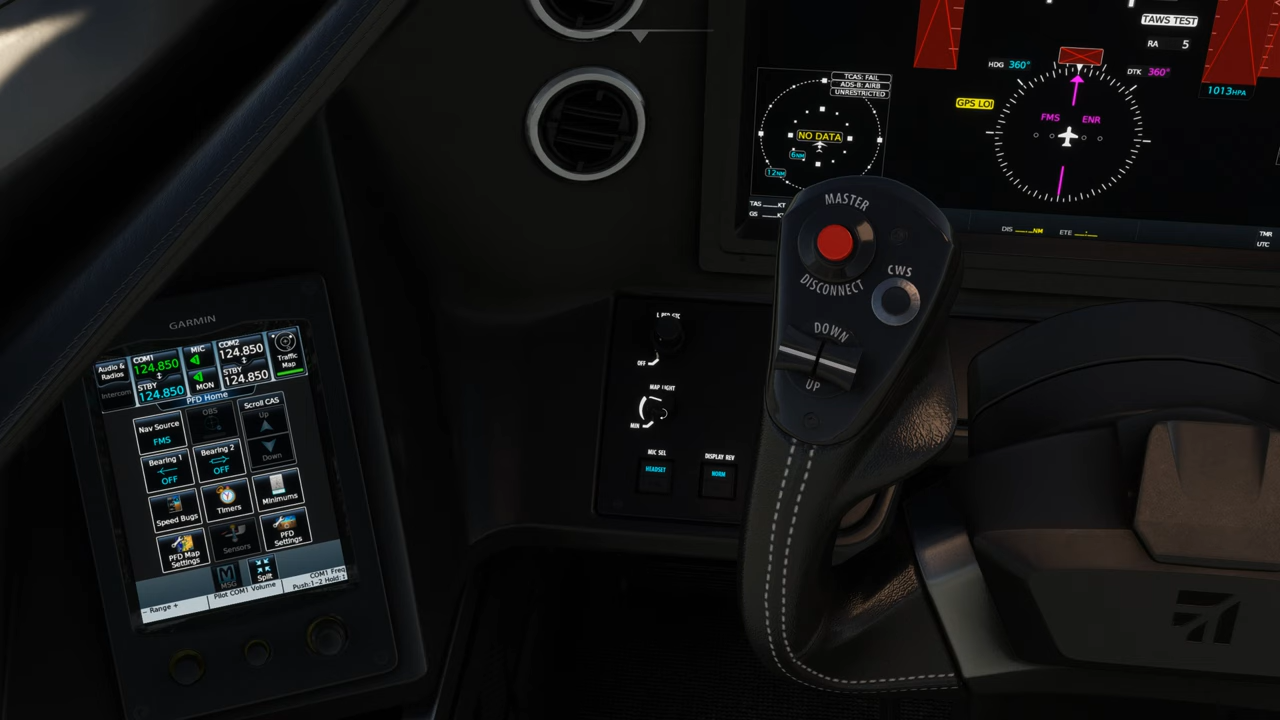 TAWS TEST
RA 5
HDG 360°
DTK 360°
1013HPA
TCAS: FAIL
ADS-B: AIRB
UNRESTRICTED
GPS LOI
FMS ENR
NO DATA
6NM
12NM
TAS ____KT
GS ____KT
DIS ____NM ETE __:__
TMR
UTC
MASTER
DISCONNECT
CWS
DOWN
UP
OFF
MAP LIGHT
MIN
MIC SEL
HEADSET
DISPLAY REV
NORM
GARMIN
Audio &
Radios
Intercom
COM1
124.850
STBY
124.850
MIC
MON
COM2
124.850
STBY
124.850
Traffic
Map
PFD Home
Nav Source
FMS
OBS
Scroll CAS
Up
Down
Bearing 1
OFF
Bearing 2
OFF
Speed Bugs
Timers
Minimums
PFD Map
Settings
Sensors
PFD
Settings
MSG
Split
− Range +
Pilot COM1 Volume
COM1 Freq
Push:1–2 Hold:↕